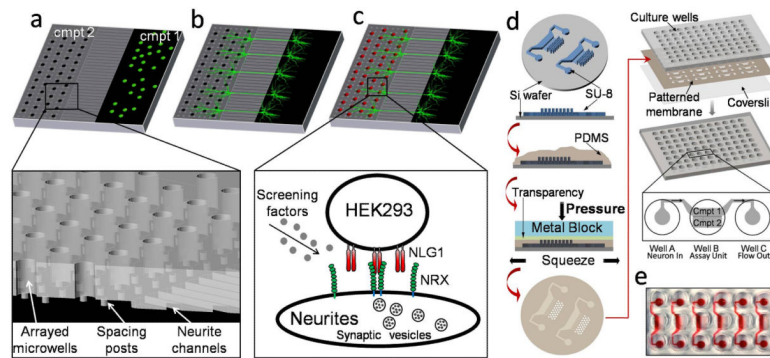 a
cmpt 2
cmpt 1
b
c
Arrayed
microwells
Spacing
posts
Neurite
channels
Screening
factors
HEK293
NLG1
NRX
Neurites
Synaptic vesicles
d
Si wafer
SU-8
PDMS
Transparency
Pressure
Metal Block
Squeeze
Culture wells
Patterned
membrane
Coversli
Cmpt 1
Cmpt 2
Well A
Neuron In
Well B
Assay Unit
Well C
Flow Out
e